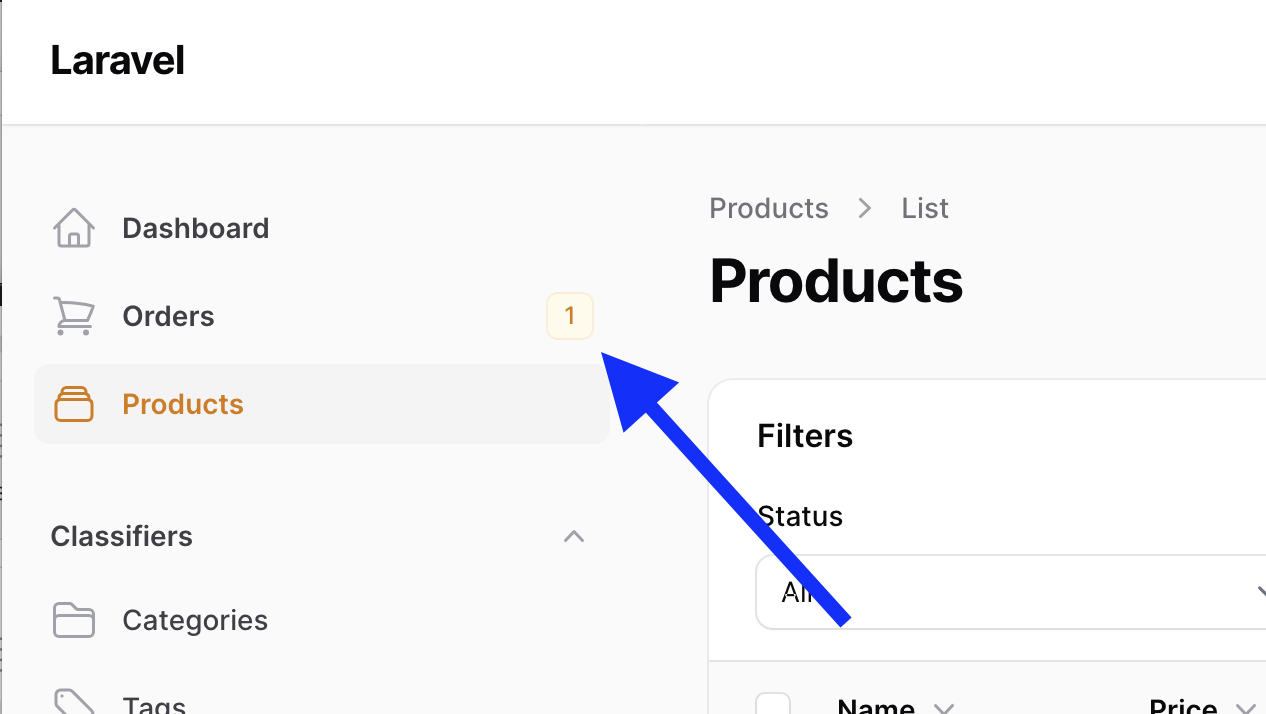 Laravel
Dashboard
Orders 1
Products
Classifiers
Categories
Tags
Products > List
Products
Filters
Status
All
Name
Price